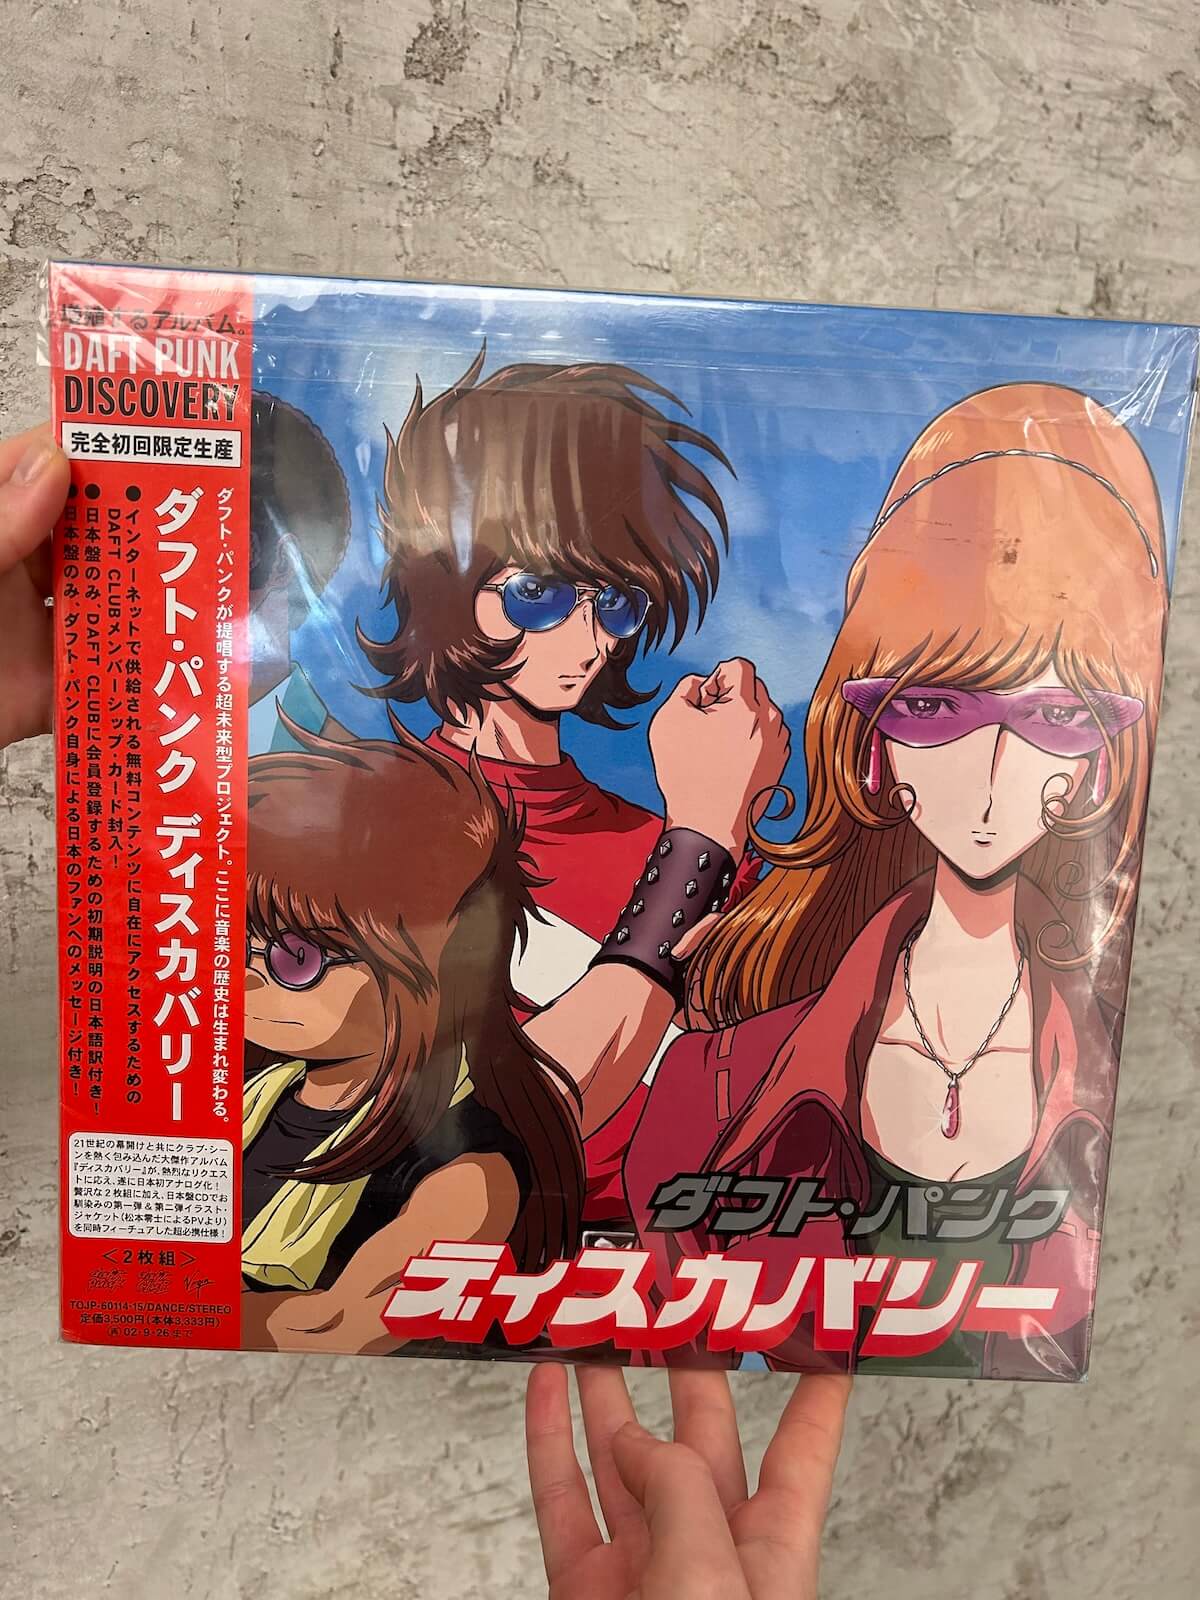 増殖するアルバム。
DAFT PUNK
DISCOVERY
完全初回限定生産
ダフト・パンクが提唱する超未来型プロジェクト。ここに音楽の歴史は生まれ変わる。
ダフト・パンク ディスカバリー
●インターネットで供給される無料コンテンツに自在にアクセスするための
DAFT CLUBメンバーシップ・カード封入！
●日本盤のみ、DAFT CLUBに会員登録するための初期説明の日本語訳付き！
●日本盤のみ、ダフト・パンク自身による日本のファンへのメッセージ付き！
21世紀の幕開けと共にクラブ・シー
ンを熱く包み込んだ大傑作アルバム
『ディスカバリー』が、熱烈なリクエス
トに応え、遂に日本初アナログ化！
贅沢な2枚組に加え、日本盤CDでお
馴染みの第一弾＆第二弾イラスト・
ジャケット(松本零士によるPVより)
を同時フィーチュアした超必携仕様！
＜2枚組＞
Virgin
TOJP-60114-15/DANCE/STEREO
定価3,500円(本体3,333円)
再 02・9・26まで
ダフト・パンク
ディスカバリー